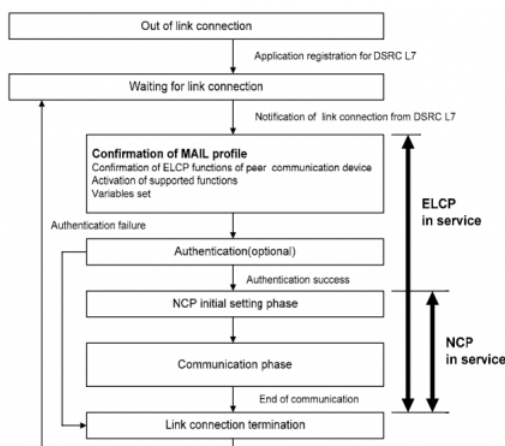 Out of link connection
Application registration for DSRC L7
Waiting for link connection
Notification of link connection from DSRC L7
Confirmation of MAIL profile
Confirmation of ELCP functions of peer communication device
Activation of supported functions
Variables set
ELCP
in service
Authentication failure
Authentication(optional)
Authentication success
NCP initial setting phase
NCP
in service
Communication phase
End of communication
Link connection termination